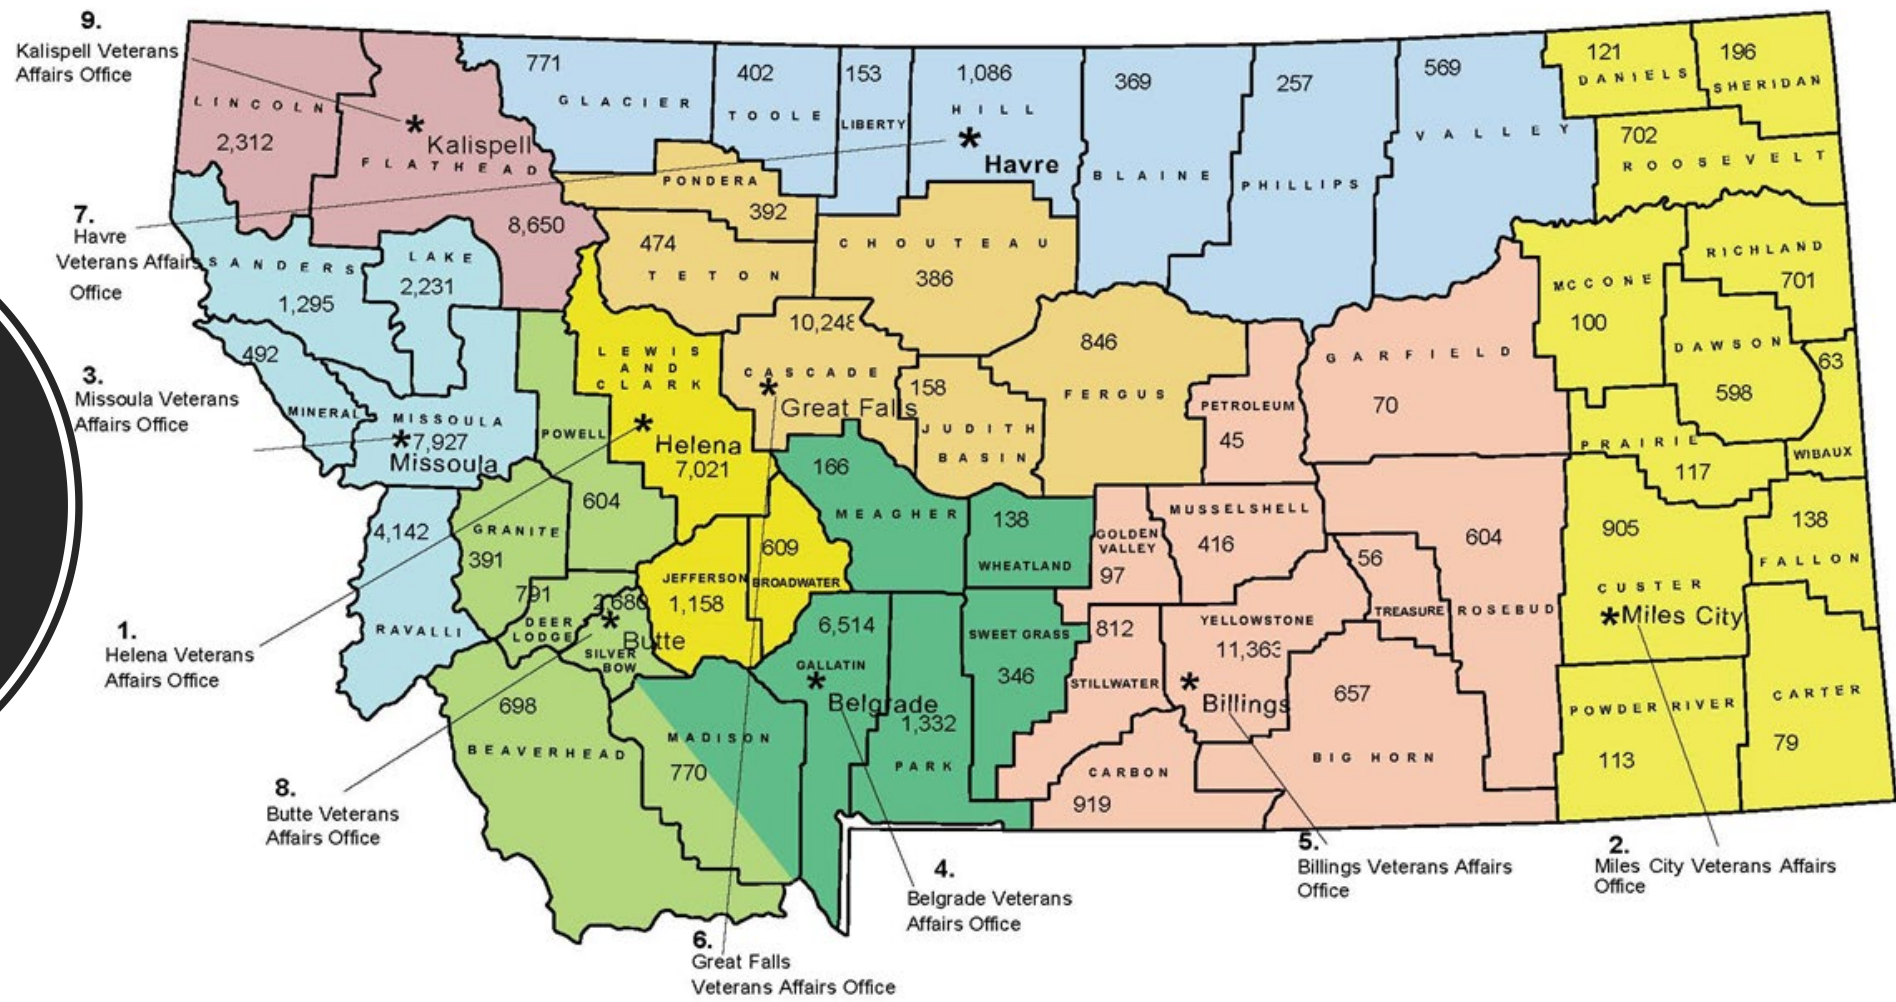 9.
Kalispell Veterans
Affairs Office
7.
Havre
Veterans Affairs
Office
3.
Missoula Veterans
Affairs Office
1.
Helena Veterans
Affairs Office
8.
Butte Veterans
Affairs Office
6.
Great Falls
Veterans Affairs Office
4.
Belgrade Veterans
Affairs Office
5.
Billings Veterans Affairs
Office
2.
Miles City Veterans Affairs
Office
LINCOLN
2,312
* Kalispell
FLATHEAD
8,650
771
GLACIER
402
TOOLE
153
LIBERTY
1,086
HILL
* Havre
369
BLAINE
257
PHILLIPS
569
VALLEY
121
DANIELS
196
SHERIDAN
702
ROOSEVELT
SANDERS
1,295
LAKE
2,231
PONDERA
392
474
TETON
CHOUTEAU
386
RICHLAND
701
MCCONE
100
DAWSON
598
63
WIBAUX
492
MINERAL
MISSOULA
*7,927
Missoula
POWELL
604
LEWIS
AND
CLARK
* Helena
7,021
10,248
CASCADE
* Great Falls
158
JUDITH
BASIN
846
FERGUS
PETROLEUM
45
GARFIELD
70
PRAIRIE
117
4,142
RAVALLI
GRANITE
391
791
DEER
LODGE
2,680
* Butte
SILVER
BOW
JEFFERSON
1,158
609
BROADWATER
166
MEAGHER
138
WHEATLAND
GOLDEN
VALLEY
97
MUSSELSHELL
416
56
TREASURE
604
ROSEBUD
905
CUSTER
*Miles City
138
FALLON
698
BEAVERHEAD
MADISON
770
6,514
GALLATIN
* Belgrade
1,332
PARK
SWEET GRASS
346
812
STILLWATER
YELLOWSTONE
11,363
* Billings
CARBON
919
657
BIG HORN
POWDER RIVER
113
CARTER
79